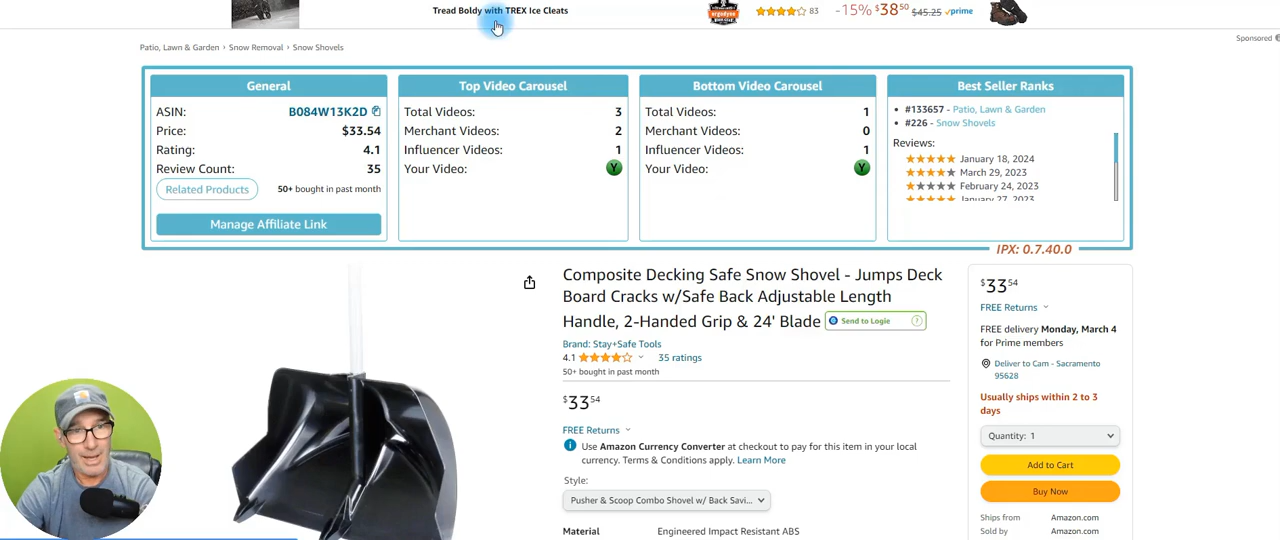 Tread Boldy with TREX Ice Cleats
ergodyne
83
-15% $38⁵⁰ $45.25 prime
Sponsored
Patio, Lawn & Garden › Snow Removal › Snow Shovels
General
ASIN: B084W13K2D
Price: $33.54
Rating: 4.1
Review Count: 35
Related Products
50+ bought in past month
Manage Affiliate Link
Top Video Carousel
Total Videos: 3
Merchant Videos: 2
Influencer Videos: 1
Your Video: Y
Bottom Video Carousel
Total Videos: 1
Merchant Videos: 0
Influencer Videos: 1
Your Video: Y
Best Seller Ranks
• #133657 - Patio, Lawn & Garden
• #226 - Snow Shovels
Reviews:
January 18, 2024
March 29, 2023
February 24, 2023
January 27, 2023
IPX: 0.7.40.0
Composite Decking Safe Snow Shovel - Jumps Deck
Board Cracks w/Safe Back Adjustable Length
Handle, 2-Handed Grip & 24' Blade
Send to Logie ?
Brand: Stay+Safe Tools
4.1 35 ratings
50+ bought in past month
$33⁵⁴
FREE Returns
Use Amazon Currency Converter at checkout to pay for this item in your local
currency. Terms & Conditions apply. Learn More
Style:
Pusher & Scoop Combo Shovel w/ Back Savi...
Material Engineered Impact Resistant ABS
$33⁵⁴
FREE Returns
FREE delivery Monday, March 4
for Prime members
Deliver to Cam - Sacramento
95628
Usually ships within 2 to 3
days
Quantity: 1
Add to Cart
Buy Now
Ships from Amazon.com
Sold by Amazon.com